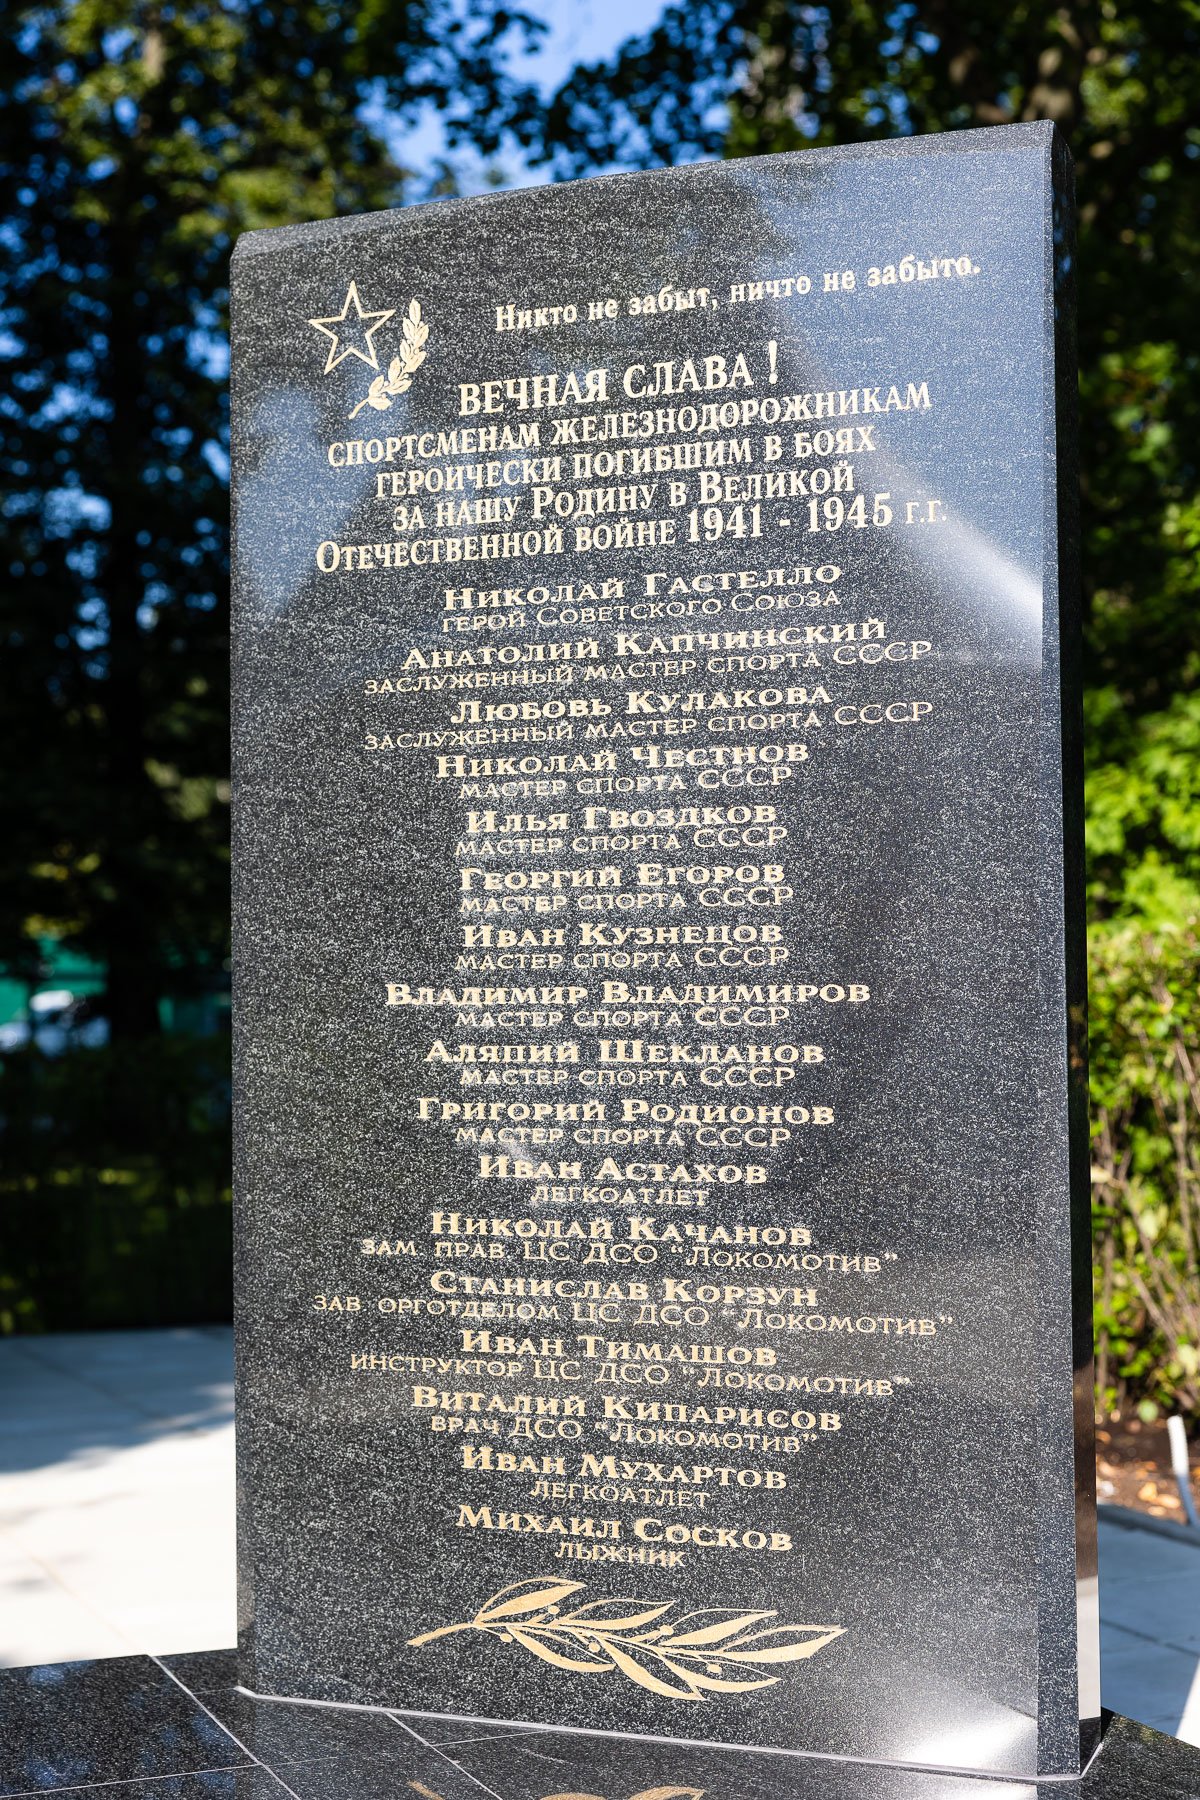 Никто не забыт, ничто не забыто.
ВЕЧНАЯ СЛАВА !
СПОРТСМЕНАМ ЖЕЛЕЗНОДОРОЖНИКАМ
ГЕРОИЧЕСКИ ПОГИБШИМ В БОЯХ
ЗА НАШУ РОДИНУ В ВЕЛИКОЙ
ОТЕЧЕСТВЕННОЙ ВОЙНЕ 1941 - 1945 Г.Г.
НИКОЛАЙ ГАСТЕЛЛО
ГЕРОЙ СОВЕТСКОГО СОЮЗА
АНАТОЛИЙ КАПЧИНСКИЙ
ЗАСЛУЖЕННЫЙ МАСТЕР СПОРТА СССР
ЛЮБОВЬ КУЛАКОВА
ЗАСЛУЖЕННЫЙ МАСТЕР СПОРТА СССР
НИКОЛАЙ ЧЕСТНОВ
МАСТЕР СПОРТА СССР
ИЛЬЯ ГВОЗДКОВ
МАСТЕР СПОРТА СССР
ГЕОРГИЙ ЕГОРОВ
МАСТЕР СПОРТА СССР
ИВАН КУЗНЕЦОВ
МАСТЕР СПОРТА СССР
ВЛАДИМИР ВЛАДИМИРОВ
МАСТЕР СПОРТА СССР
АЛЯПИЙ ШЕКЛАНОВ
МАСТЕР СПОРТА СССР
ГРИГОРИЙ РОДИОНОВ
МАСТЕР СПОРТА СССР
ИВАН АСТАХОВ
ЛЕГКОАТЛЕТ
НИКОЛАЙ КАЧАНОВ
ЗАМ. ПРАВ. ЦС ДСО "ЛОКОМОТИВ"
СТАНИСЛАВ КОРЗУН
ЗАВ. ОРГОТДЕЛОМ ЦС ДСО "ЛОКОМОТИВ"
ИВАН ТИМАШОВ
ИНСТРУКТОР ЦС ДСО "ЛОКОМОТИВ"
ВИТАЛИЙ КИПАРИСОВ
ВРАЧ ДСО "ЛОКОМОТИВ"
ИВАН МУХАРТОВ
ЛЕГКОАТЛЕТ
МИХАИЛ СОСКОВ
ЛЫЖНИК